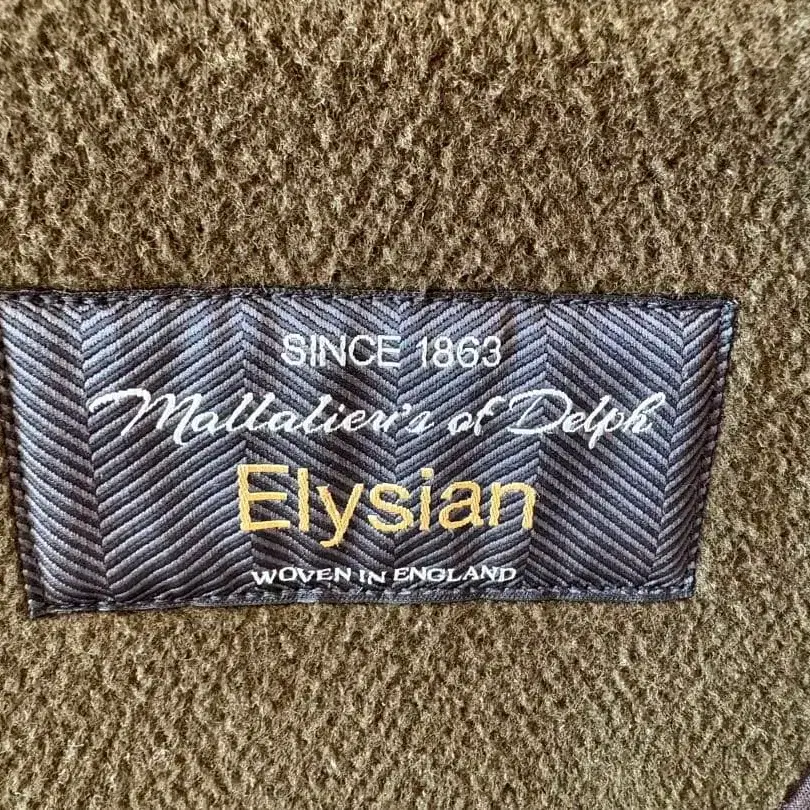 SINCE 1863
Mallalieu's of Delph
Elysian
WOVEN IN ENGLAND